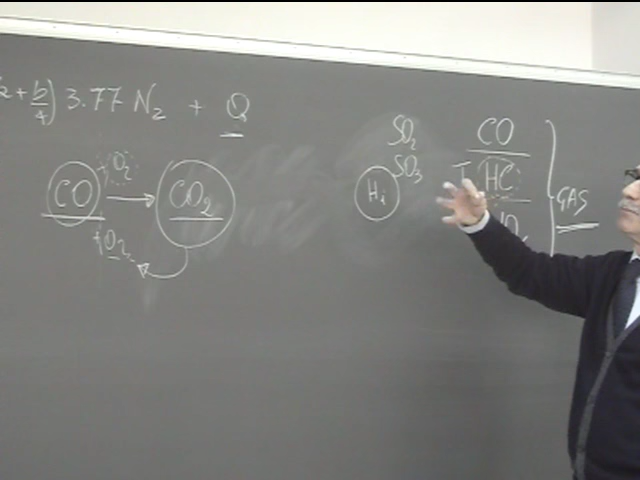 + b/4) 3.77 N₂ + Q
CO + O₂ → CO₂
+O₂
SO₂
SO₃
Hi
CO
HC
GAS